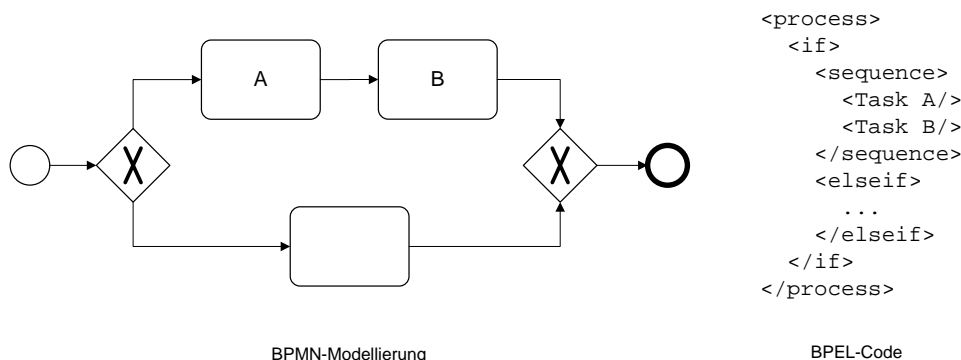 A
B
X
X
BPMN-Modellierung
<process>
  <if>
    <sequence>
      <Task A/>
      <Task B/>
    </sequence>
    <elseif>
      ...
    </elseif>
  </if>
</process>
BPEL-Code